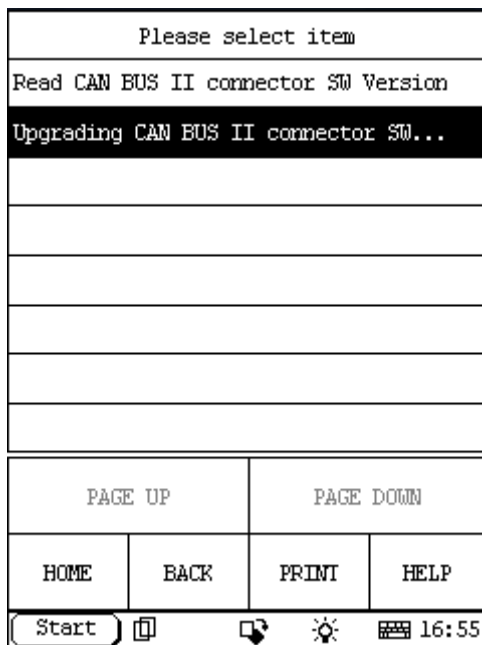 Please select item
Read CAN BUS II connector SW Version
Upgrading CAN BUS II connector SW...
PAGE UP PAGE DOWN
HOME BACK PRINT HELP
Start 16:55